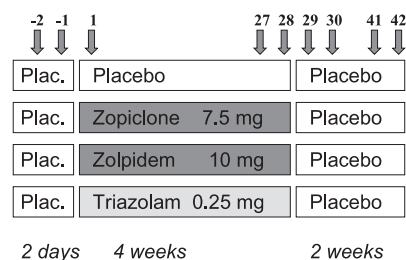 -2 -1 1 27 28 29 30 41 42
Plac. Placebo Placebo
Plac. Zopiclone 7.5 mg Placebo
Plac. Zolpidem 10 mg Placebo
Plac. Triazolam 0.25 mg Placebo
2 days 4 weeks 2 weeks